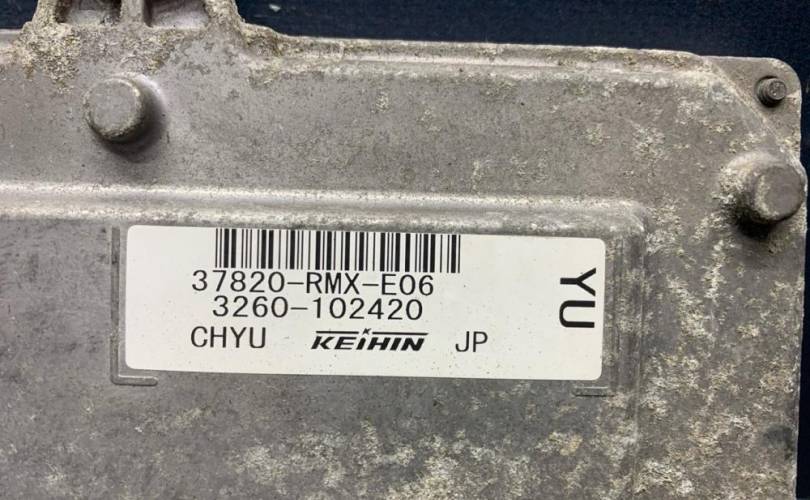 37820-RMX-E06
3260-102420
CHYU KEIHIN JP
YU